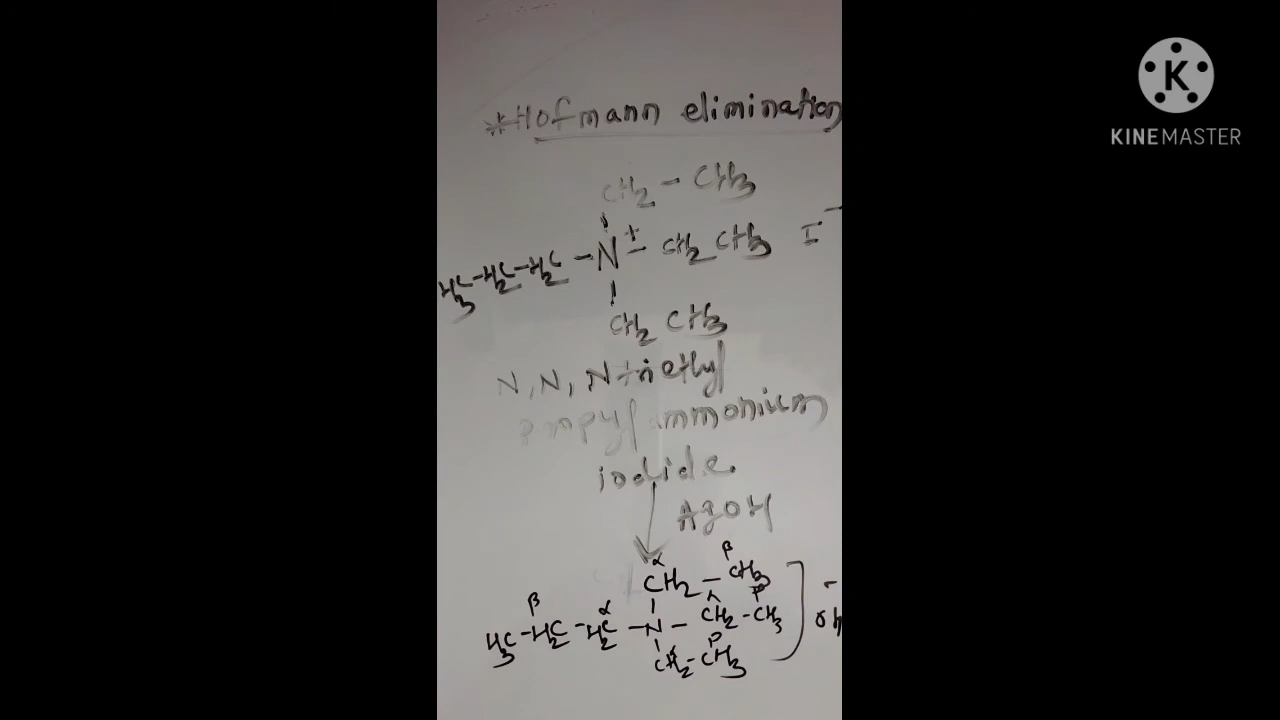 *Hofmann elimination
CH2 - CH3
H3C-H2C-H2C -N+- CH2 CH3 I-
CH2 CH3
N, N, N triethyl
propyl ammonium
iodide.
AgOH
α β
CH2 - CH3
β α β
H3C-H2C-H2C -N- CH2-CH3 ] - OH
β
CH2-CH3
K
KINEMASTER